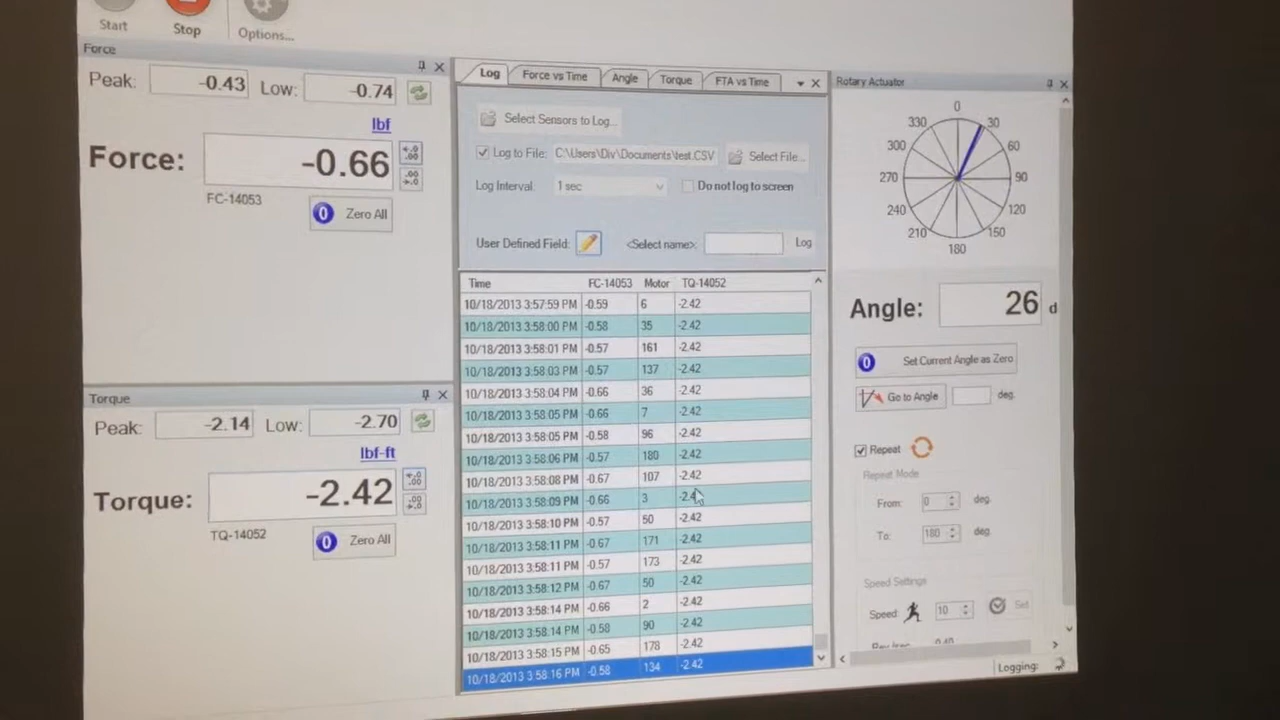 Start Stop Options...
Force
Peak: -0.43 Low: -0.74
lbf
Force: -0.66
FC-14053
0 Zero All
Torque
Peak: -2.14 Low: -2.70
lbf-ft
Torque: -2.42
TQ-14052
0 Zero All
Log Force vs Time Angle Torque FTA vs Time
Select Sensors to Log...
Log to File: C:\Users\Div\Documents\test.CSV Select File...
Log Interval: 1 sec Do not log to screen
User Defined Field: <Select name>: Log
Time FC-14053 Motor TQ-14052
10/18/2013 3:57:59 PM -0.59 6 -2.42
10/18/2013 3:58:00 PM -0.58 35 -2.42
10/18/2013 3:58:01 PM -0.57 161 -2.42
10/18/2013 3:58:03 PM -0.57 137 -2.42
10/18/2013 3:58:04 PM -0.66 36 -2.42
10/18/2013 3:58:05 PM -0.66 7 -2.42
10/18/2013 3:58:05 PM -0.58 96 -2.42
10/18/2013 3:58:06 PM -0.57 180 -2.42
10/18/2013 3:58:08 PM -0.67 107 -2.42
10/18/2013 3:58:09 PM -0.66 3
10/18/2013 3:58:10 PM -0.57 50 -2.42
10/18/2013 3:58:11 PM -0.67 171 -2.42
10/18/2013 3:58:11 PM -0.57 173 -2.42
10/18/2013 3:58:12 PM -0.67 50 -2.42
10/18/2013 3:58:14 PM -0.66 2 -2.42
10/18/2013 3:58:14 PM -0.58 90 -2.42
10/18/2013 3:58:15 PM -0.65 178 -2.42
10/18/2013 3:58:16 PM -0.58 134 -2.42
Rotary Actuator
0
330 30
300 60
270 90
240 120
210 150
180
Angle: 26 d
0 Set Current Angle as Zero
Go to Angle deg.
Repeat
Repeat Mode
From: 0 deg.
To: 180 deg.
Speed Settings
Speed: 10 Set
Logging: